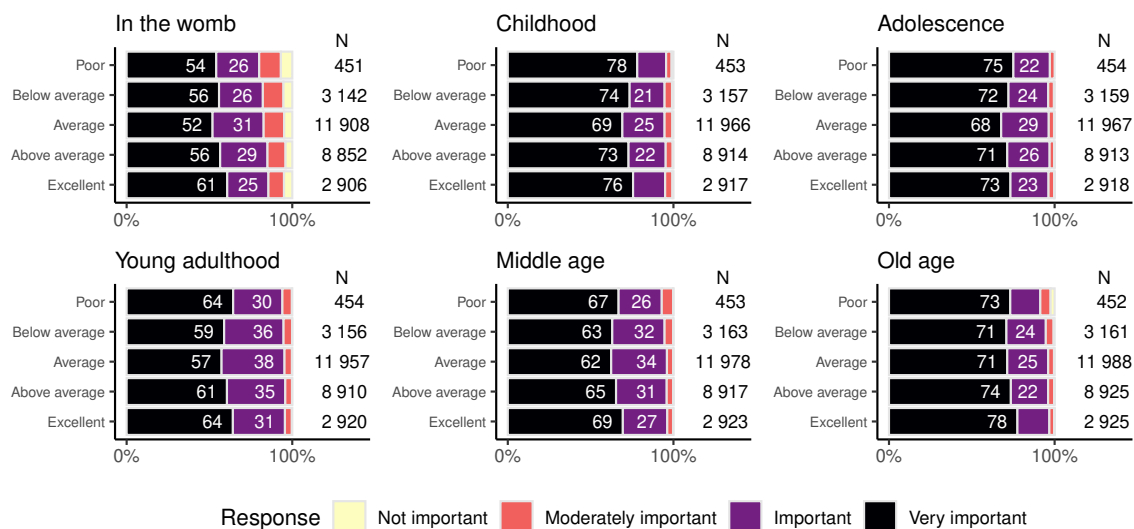 In the womb
N
Poor 54 26 451
Below average 56 26 3 142
Average 52 31 11 908
Above average 56 29 8 852
Excellent 61 25 2 906
0% 100%
Childhood
N
Poor 78 453
Below average 74 21 3 157
Average 69 25 11 966
Above average 73 22 8 914
Excellent 76 2 917
0% 100%
Adolescence
N
Poor 75 22 454
Below average 72 24 3 159
Average 68 29 11 967
Above average 71 26 8 913
Excellent 73 23 2 918
0% 100%
Young adulthood
N
Poor 64 30 454
Below average 59 36 3 156
Average 57 38 11 957
Above average 61 35 8 910
Excellent 64 31 2 920
0% 100%
Middle age
N
Poor 67 26 453
Below average 63 32 3 163
Average 62 34 11 978
Above average 65 31 8 917
Excellent 69 27 2 923
0% 100%
Old age
N
Poor 73 452
Below average 71 24 3 161
Average 71 25 11 988
Above average 74 22 8 925
Excellent 78 2 925
0% 100%
Response Not important Moderately important Important Very important